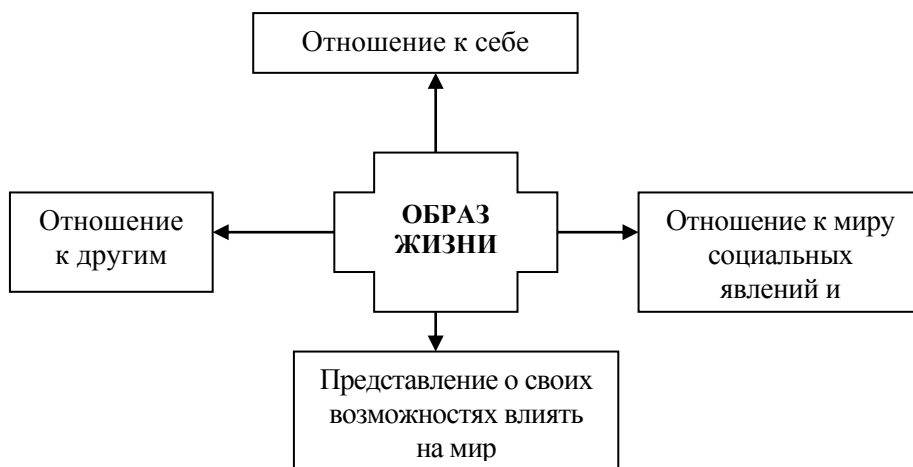 Отношение к себе
Отношение
к другим
ОБРАЗ
ЖИЗНИ
Отношение к миру
социальных
явлений и
Представление о своих
возможностях влиять
на мир